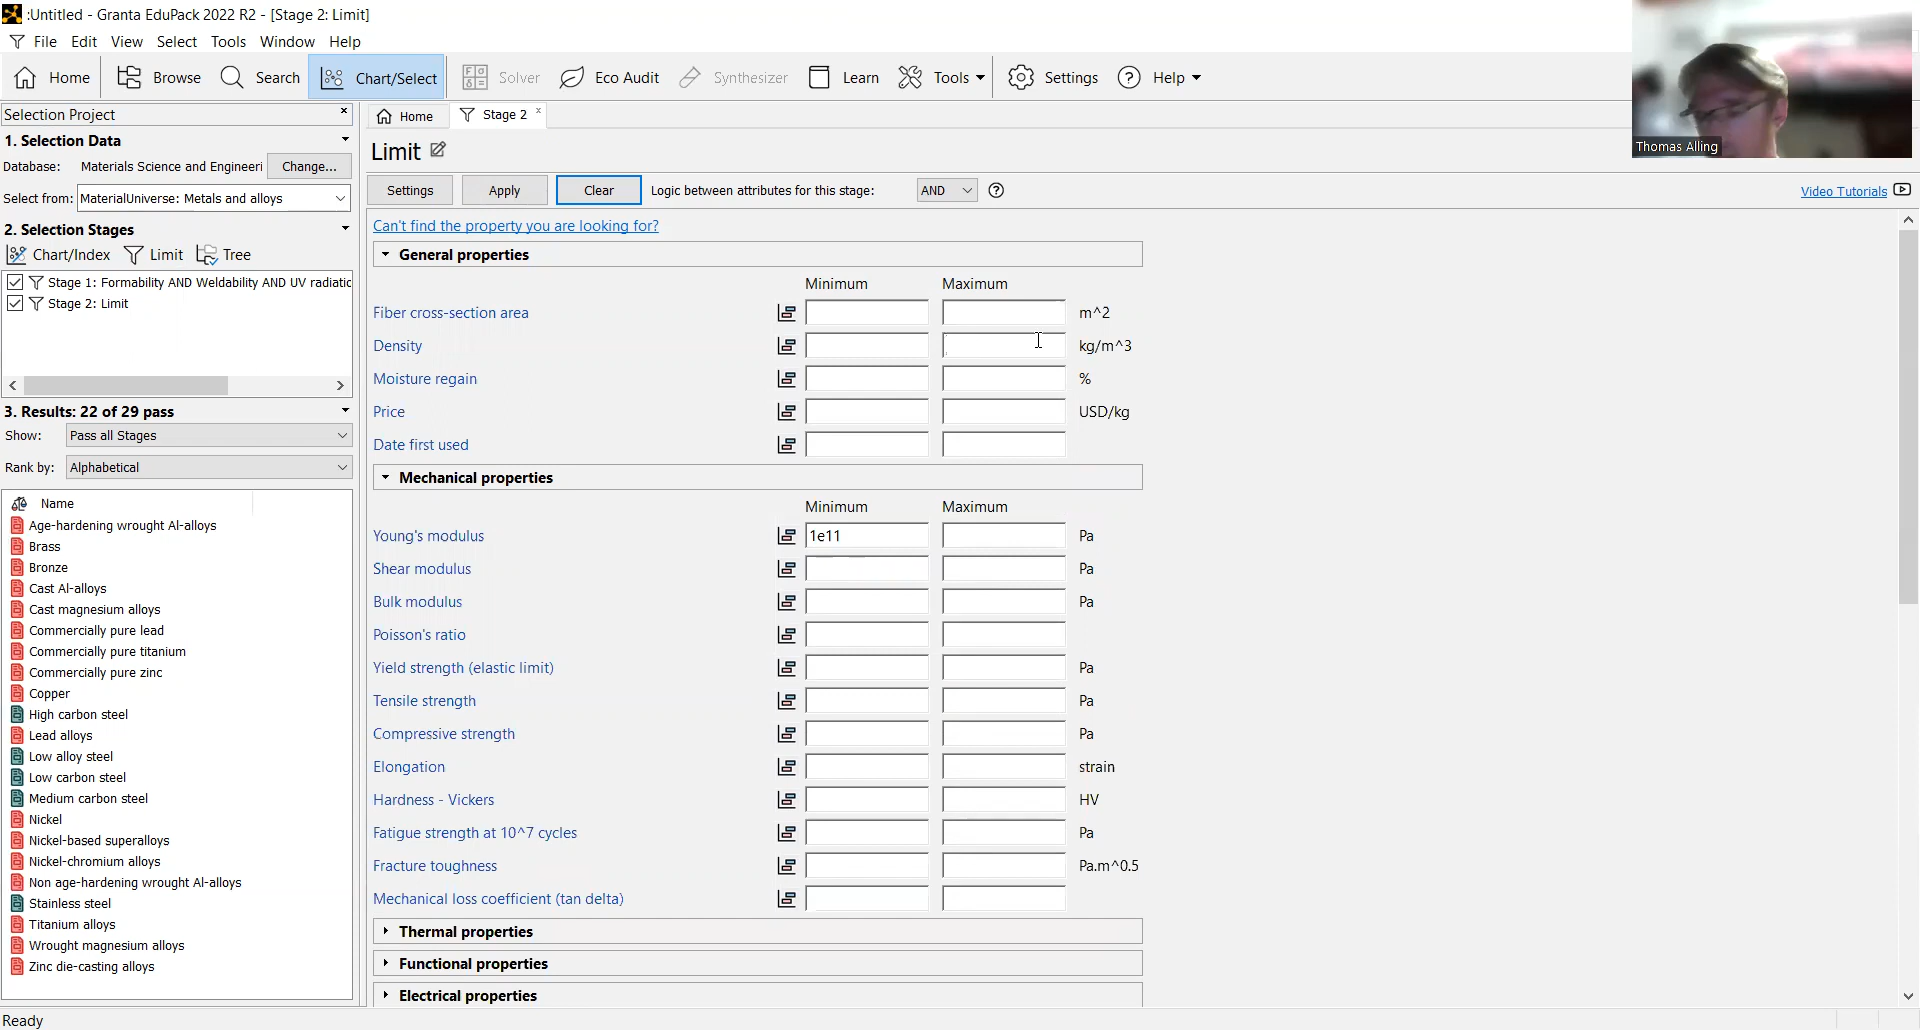 :Untitled - Granta EduPack 2022 R2 - [Stage 2: Limit]
File Edit View Select Tools Window Help
Home Browse Search Chart/Select Solver Eco Audit Synthesizer Learn Tools Settings Help
Thomas Alling
Selection Project
1. Selection Data
Database: Materials Science and Engineeri Change...
Select from: MaterialUniverse: Metals and alloys
2. Selection Stages
Chart/Index Limit Tree
Stage 1: Formability AND Weldability AND UV radiatic
Stage 2: Limit
3. Results: 22 of 29 pass
Show: Pass all Stages
Rank by: Alphabetical
Name
Age-hardening wrought Al-alloys
Brass
Bronze
Cast Al-alloys
Cast magnesium alloys
Commercially pure lead
Commercially pure titanium
Commercially pure zinc
Copper
High carbon steel
Lead alloys
Low alloy steel
Low carbon steel
Medium carbon steel
Nickel
Nickel-based superalloys
Nickel-chromium alloys
Non age-hardening wrought Al-alloys
Stainless steel
Titanium alloys
Wrought magnesium alloys
Zinc die-casting alloys
Ready
Home Stage 2
Limit
Settings Apply Clear Logic between attributes for this stage: AND
Video Tutorials
Can't find the property you are looking for?
General properties
Minimum Maximum
Fiber cross-section area m^2
Density kg/m^3
Moisture regain %
Price USD/kg
Date first used
Mechanical properties
Minimum Maximum
Young's modulus 1e11 Pa
Shear modulus Pa
Bulk modulus Pa
Poisson's ratio
Yield strength (elastic limit) Pa
Tensile strength Pa
Compressive strength Pa
Elongation strain
Hardness - Vickers HV
Fatigue strength at 10^7 cycles Pa
Fracture toughness Pa.m^0.5
Mechanical loss coefficient (tan delta)
Thermal properties
Functional properties
Electrical properties